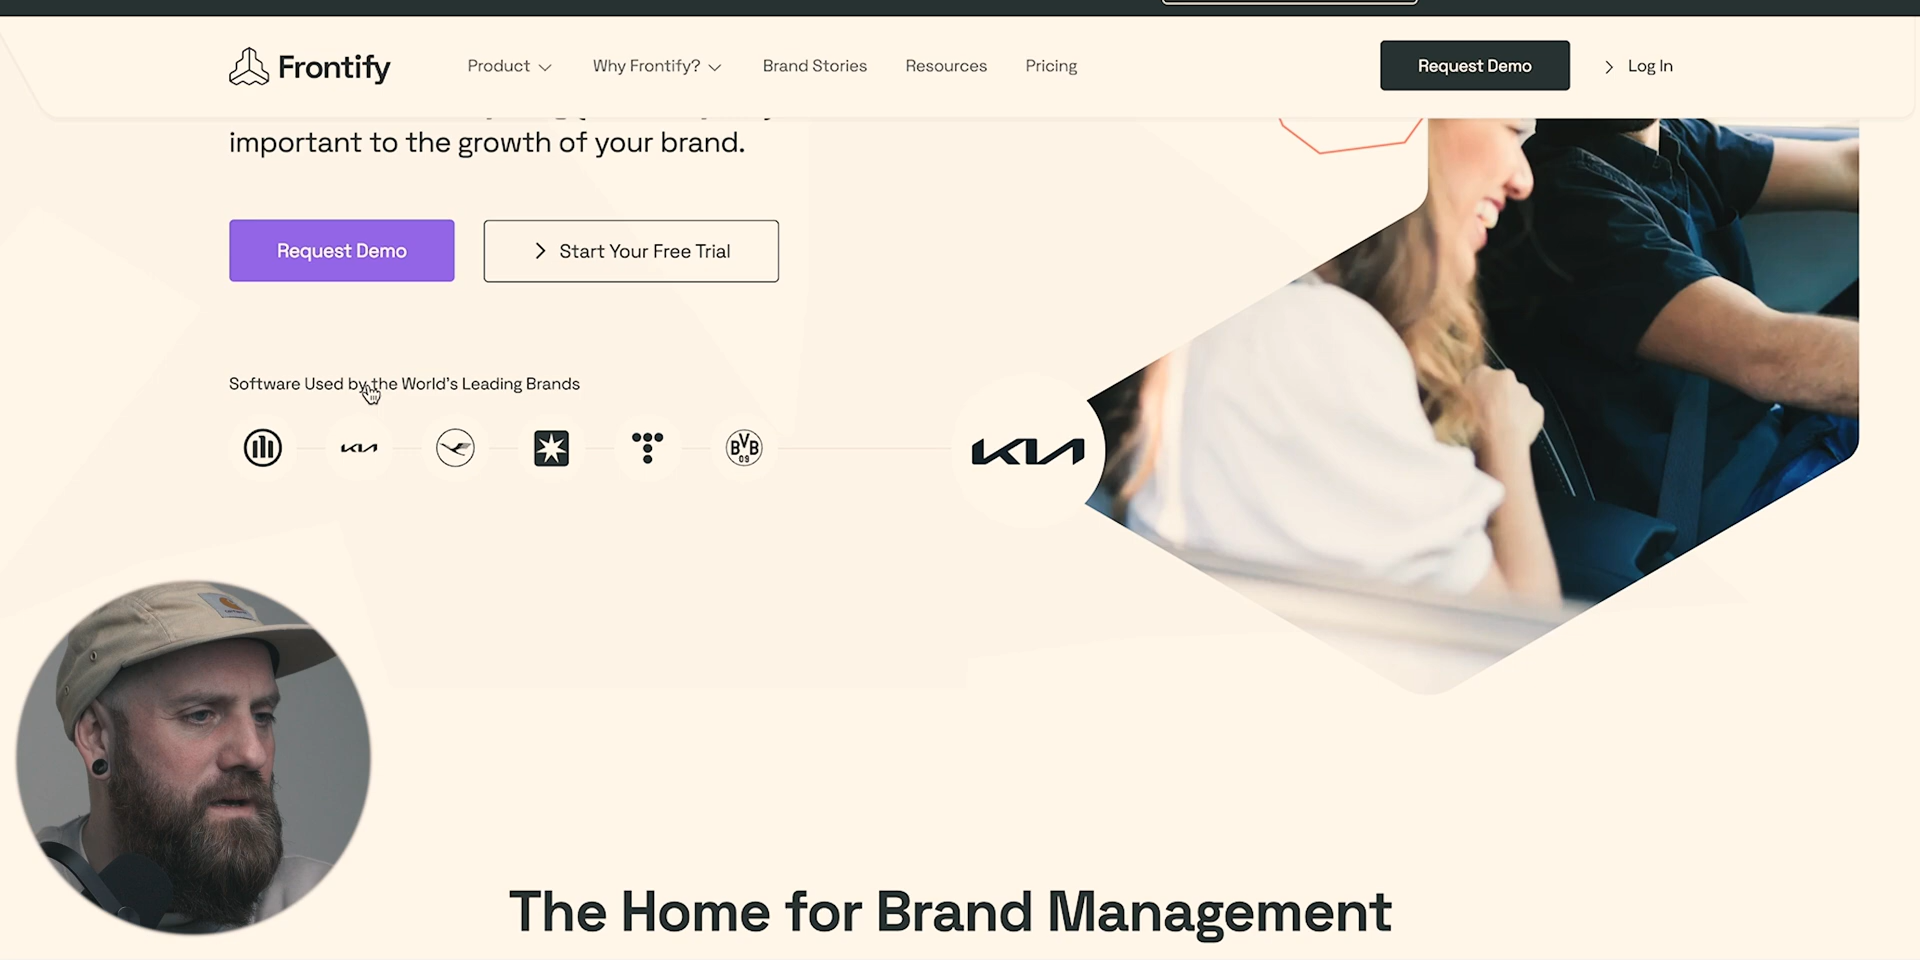 Frontify
Product
Why Frontify?
Brand Stories
Resources
Pricing
Request Demo
Log In
important to the growth of your brand.
Request Demo
Start Your Free Trial
Software Used by the World's Leading Brands
KIA
BVB
09
KIA
The Home for Brand Management